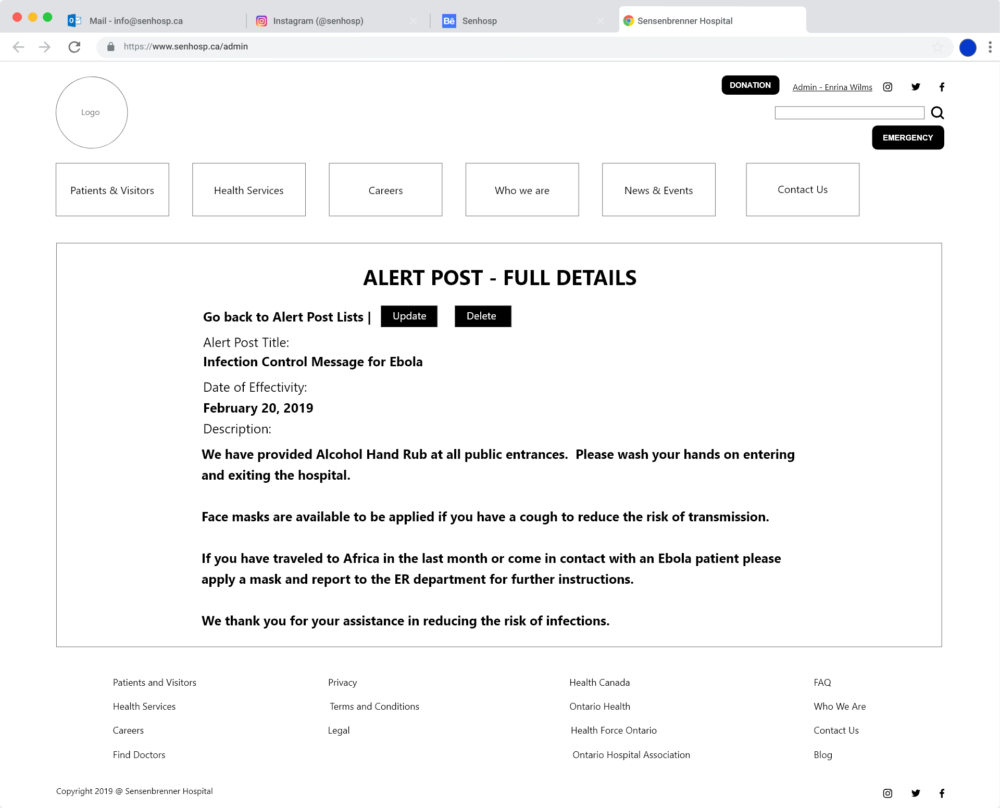 Mail - info@senhosp.ca
Instagram (@senhosp)
Bē Senhosp
Sensenbrenner Hospital
https://www.senhosp.ca/admin
Logo
DONATION
Admin - Enrina Wilms
EMERGENCY
Patients & Visitors
Health Services
Careers
Who we are
News & Events
Contact Us
ALERT POST - FULL DETAILS
Go back to Alert Post Lists |
Update
Delete
Alert Post Title:
Infection Control Message for Ebola
Date of Effectivity:
February 20, 2019
Description:
We have provided Alcohol Hand Rub at all public entrances.  Please wash your hands on entering
and exiting the hospital.
Face masks are available to be applied if you have a cough to reduce the risk of transmission.
If you have traveled to Africa in the last month or come in contact with an Ebola patient please
apply a mask and report to the ER department for further instructions.
We thank you for your assistance in reducing the risk of infections.
Patients and Visitors
Health Services
Careers
Find Doctors
Privacy
Terms and Conditions
Legal
Health Canada
Ontario Health
Health Force Ontario
Ontario Hospital Association
FAQ
Who We Are
Contact Us
Blog
Copyright 2019 @ Sensenbrenner Hospital